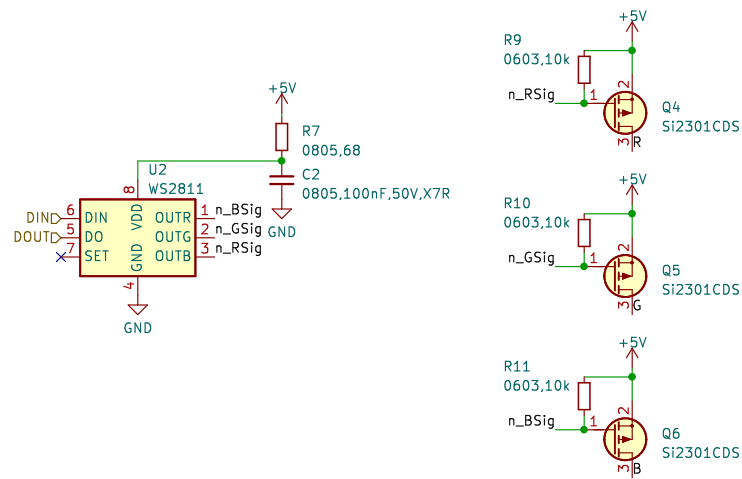 +5V
R7
0805,68
C2
0805,100nF,50V,X7R
GND
U2
WS2811
8
VDD
DIN
6
DIN
OUTR
1
n_BSig
DOUT
5
DO
OUTG
2
n_GSig
7
SET
OUTB
3
n_RSig
GND
4
GND
+5V
R9
0603,10k
2
n_RSig
1
Q4
Si2301CDS
3
R
+5V
R10
0603,10k
2
n_GSig
1
Q5
Si2301CDS
3
G
+5V
R11
0603,10k
2
n_BSig
1
Q6
Si2301CDS
3
B